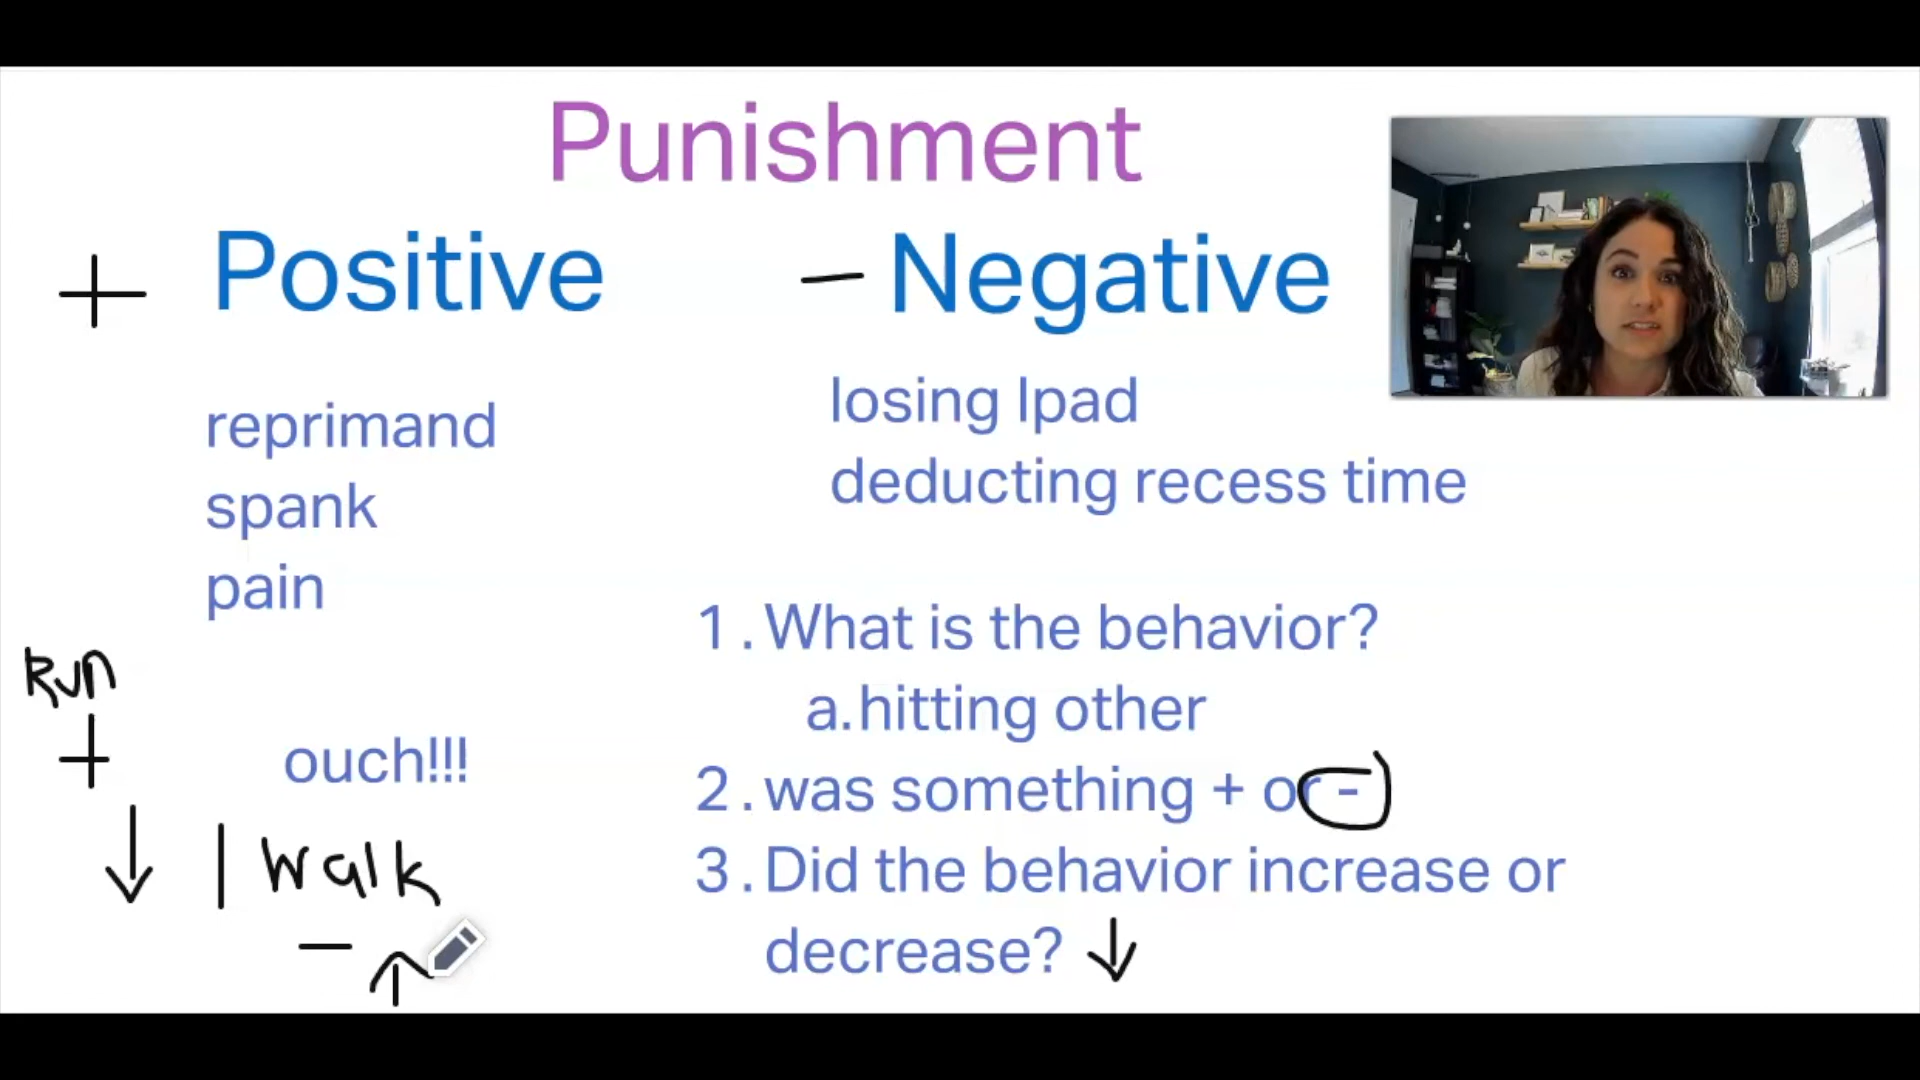 Punishment
+ Positive
- Negative
reprimand
spank
pain
losing Ipad
deducting recess time
Run
+
↓
ouch!!!
| walk
- ↑
1. What is the behavior?
a. hitting other
2. was something + or -
3. Did the behavior increase or
decrease? ↓